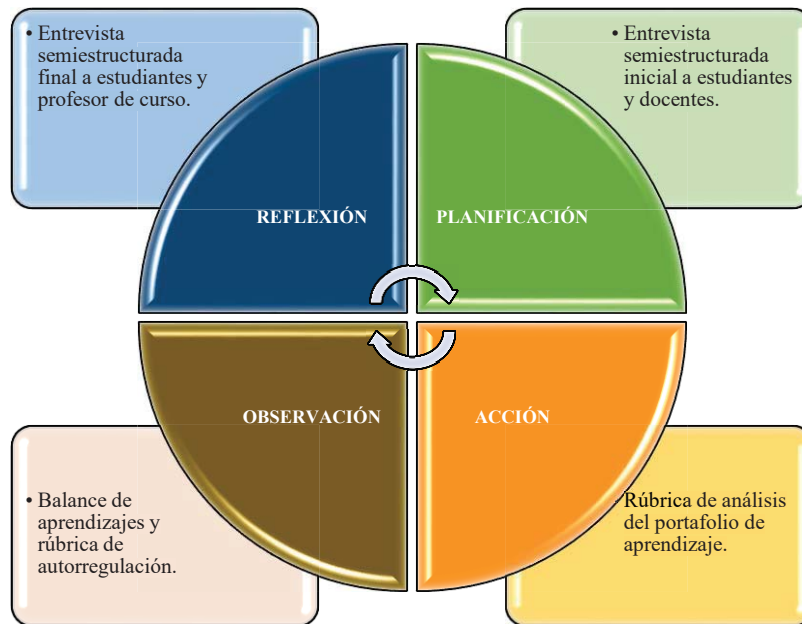 • Entrevista
semiestructurada
final a estudiantes y
profesor de curso.
• Entrevista
semiestructurada
inicial a estudiantes
y docentes.
REFLEXIÓN
PLANIFICACIÓN
OBSERVACIÓN
ACCIÓN
• Balance de
aprendizajes y
rúbrica de
autorregulación.
• Rúbrica de análisis
del portafolio de
aprendizaje.